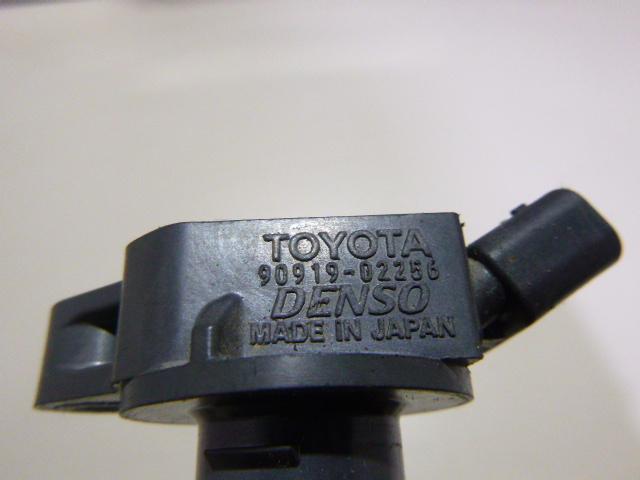 TOYOTA
90919-02256
DENSO
MADE IN JAPAN